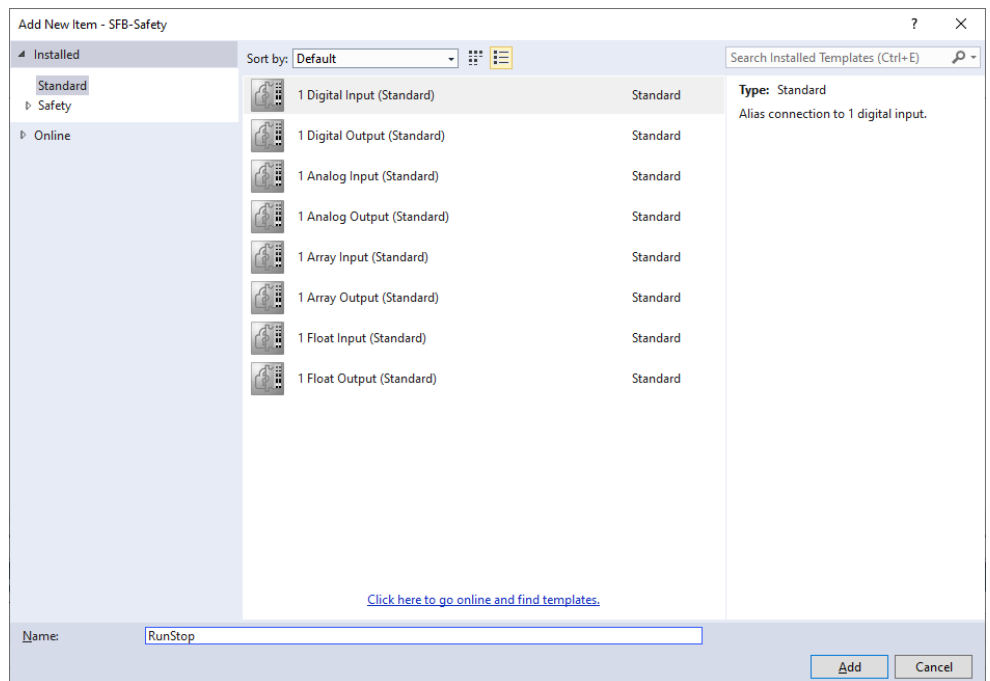 Add New Item - SFB-Safety
?
Installed
Sort by: Default
Search Installed Templates (Ctrl+E)
Standard
Safety
Online
1 Digital Input (Standard) Standard
1 Digital Output (Standard) Standard
1 Analog Input (Standard) Standard
1 Analog Output (Standard) Standard
1 Array Input (Standard) Standard
1 Array Output (Standard) Standard
1 Float Input (Standard) Standard
1 Float Output (Standard) Standard
Type: Standard
Alias connection to 1 digital input.
Click here to go online and find templates.
Name: RunStop
Add Cancel